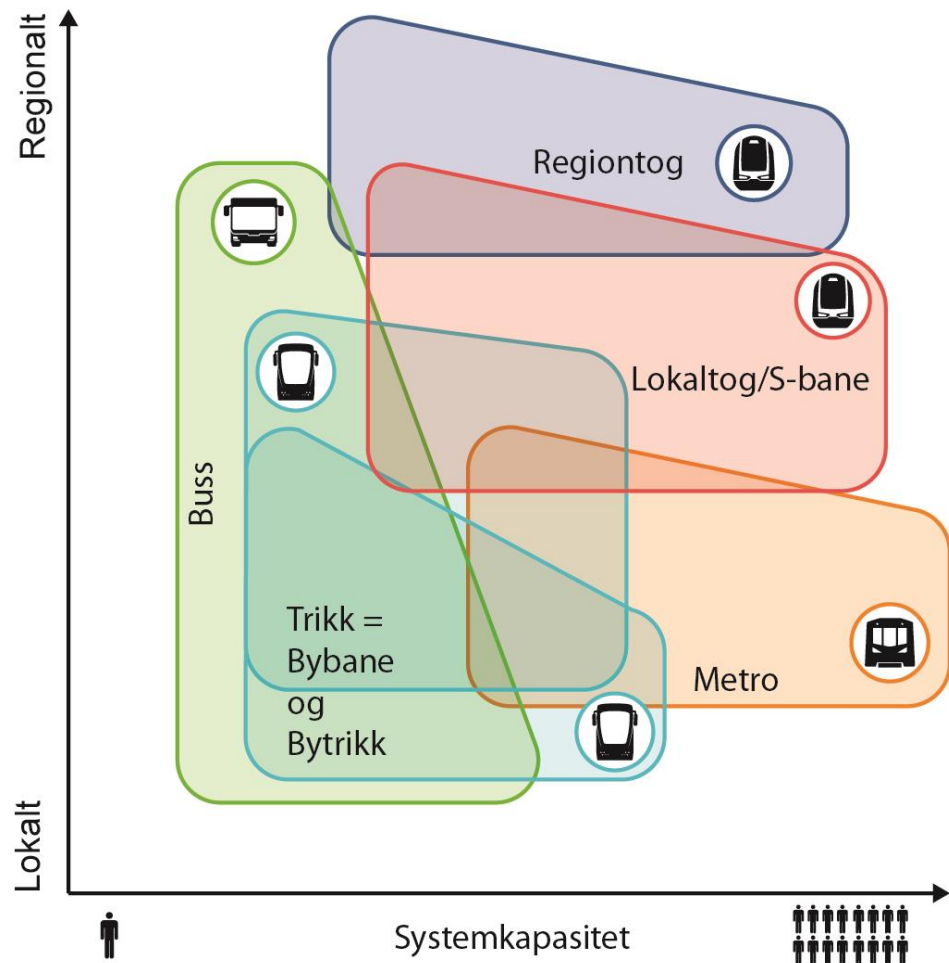 Regionalt
Regiontog
Lokaltog/S-bane
Buss
Trikk =
Bybane
og
Bytrikk
Metro
Lokalt
Systemkapasitet